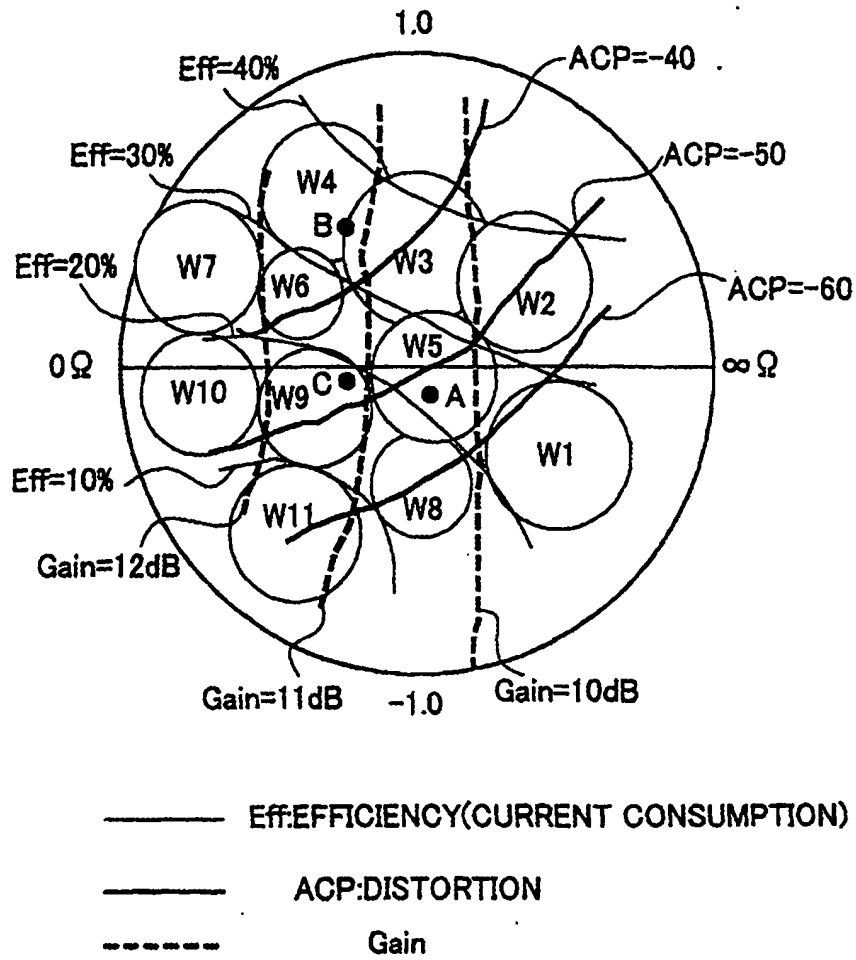 1.0
Eff=40%
ACP=-40
Eff=30%
ACP=-50
W4
B
W3
W7
W6
W2
Eff=20%
ACP=-60
W5
0Ω
∞Ω
W10
W9
C
A
W1
Eff=10%
W11
W8
Gain=12dB
Gain=11dB
-1.0
Gain=10dB
Eff:EFFICIENCY(CURRENT CONSUMPTION)
ACP:DISTORTION
Gain